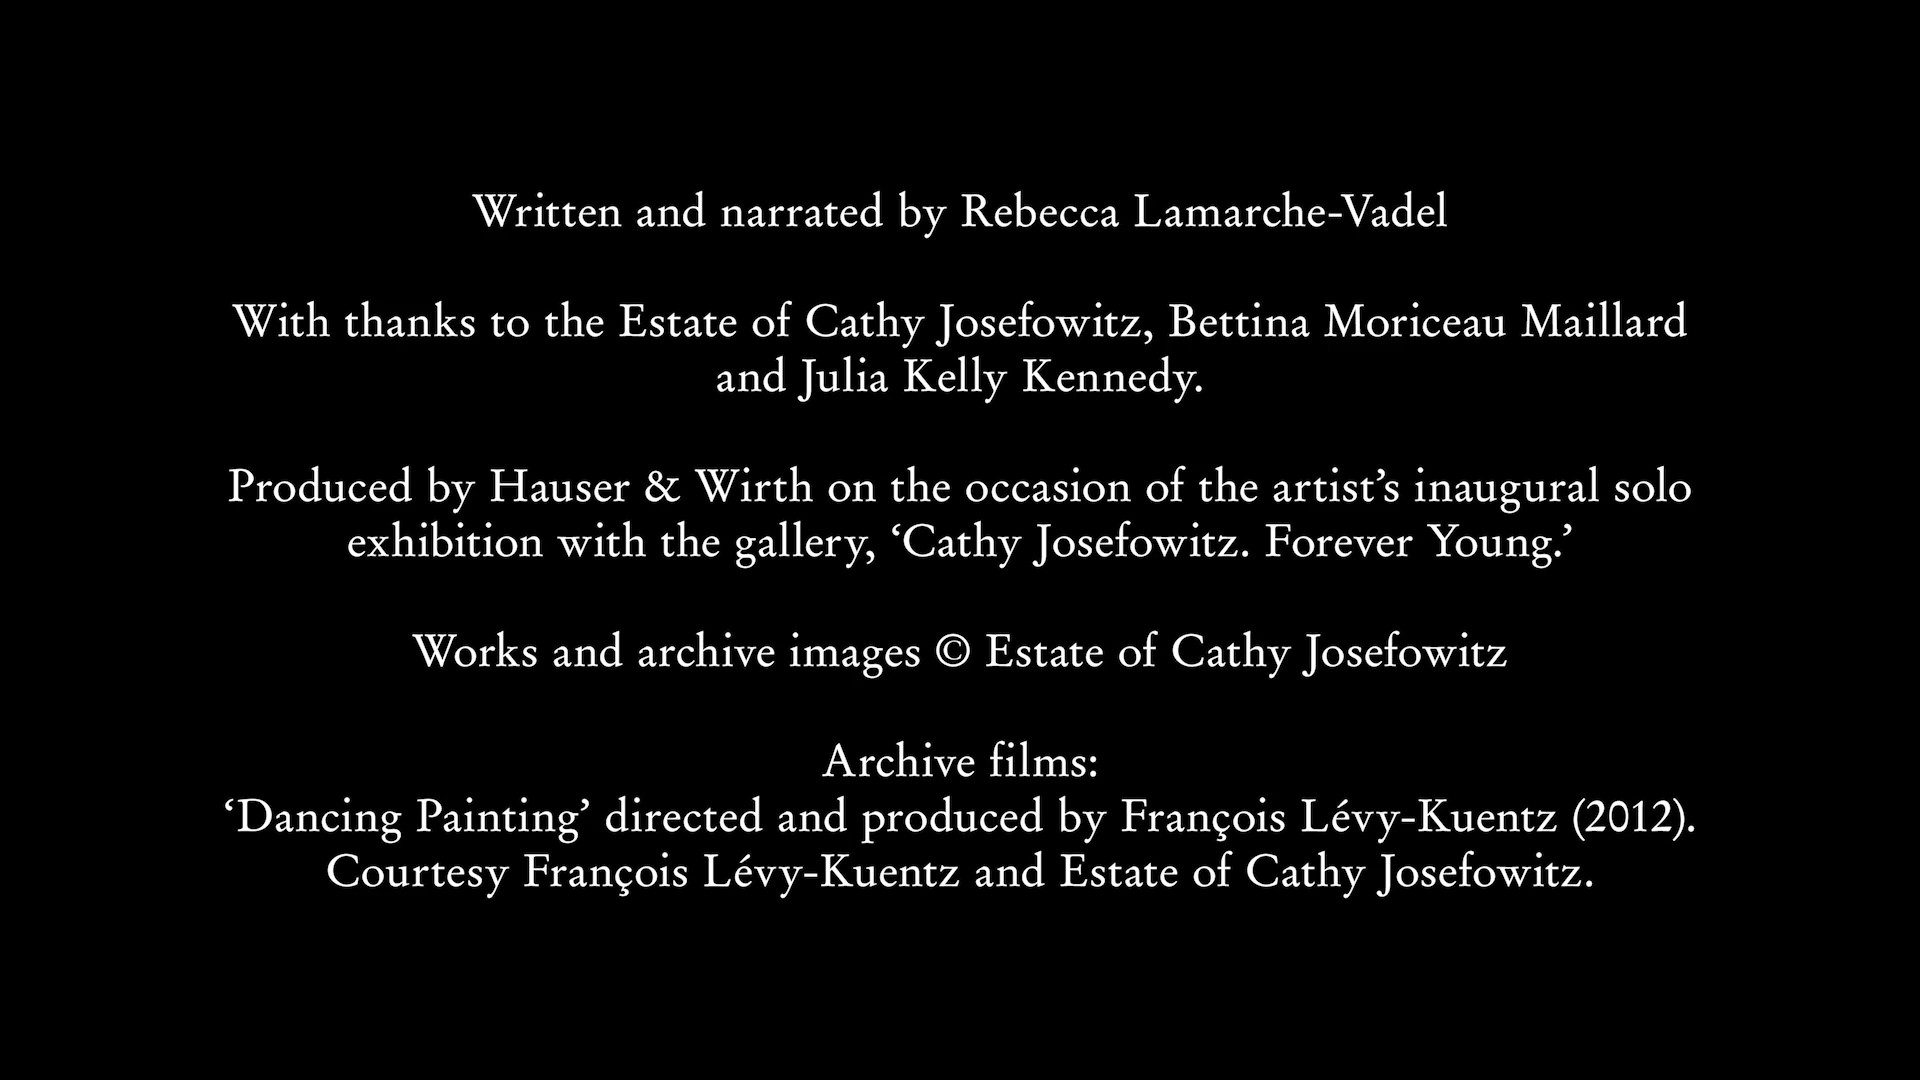 Written and narrated by Rebecca Lamarche-Vadel
With thanks to the Estate of Cathy Josefowitz, Bettina Moriceau Maillard
and Julia Kelly Kennedy.
Produced by Hauser & Wirth on the occasion of the artist’s inaugural solo
exhibition with the gallery, ‘Cathy Josefowitz. Forever Young.’
Works and archive images © Estate of Cathy Josefowitz
Archive films:
‘Dancing Painting’ directed and produced by François Lévy-Kuentz (2012).
Courtesy François Lévy-Kuentz and Estate of Cathy Josefowitz.